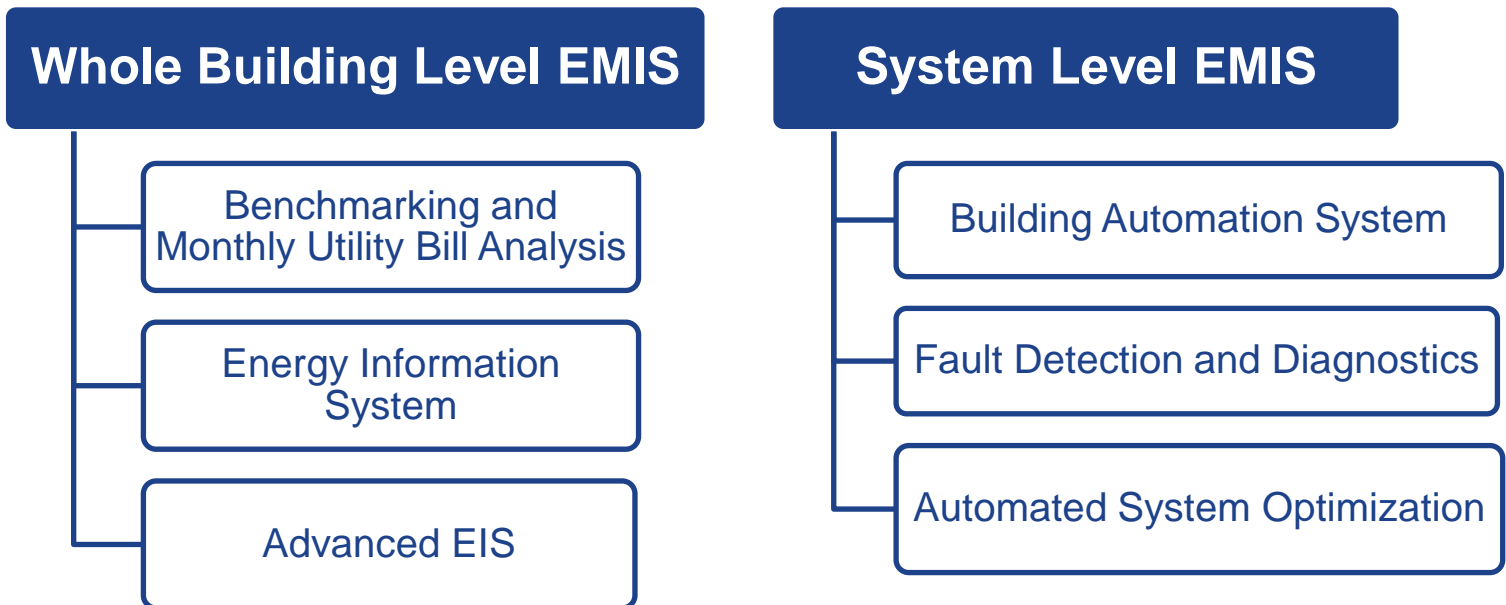 Whole Building Level EMIS
Benchmarking and
Monthly Utility Bill Analysis
Energy Information
System
Advanced EIS
System Level EMIS
Building Automation System
Fault Detection and Diagnostics
Automated System Optimization